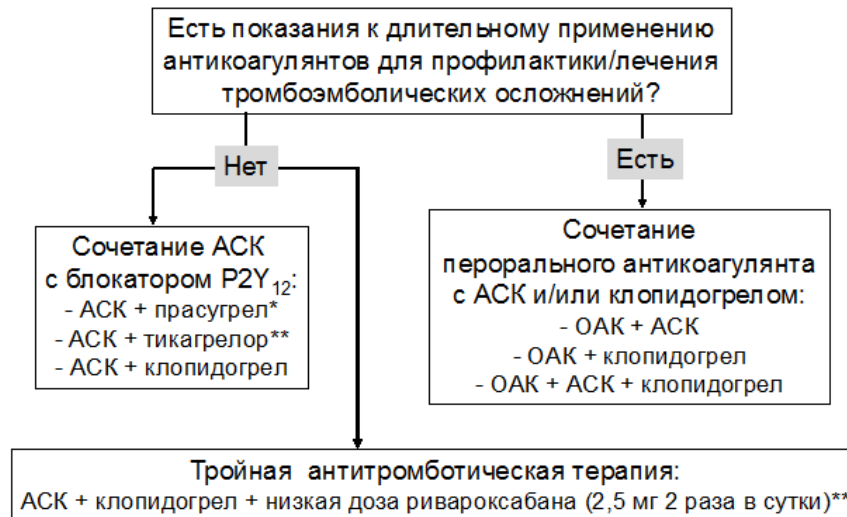 Есть показания к длительному применению
антикоагулянтов для профилактики/лечения
тромбоэмболических осложнений?
Нет
Есть
Сочетание АСК
с блокатором P2Y12:
- АСК + прасугрел*
- АСК + тикагрелор**
- АСК + клопидогрел
Сочетание
перорального антикоагулянта
с АСК и/или клопидогрелом:
- ОАК + АСК
- ОАК + клопидогрел
- ОАК + АСК + клопидогрел
Тройная антитромботическая терапия:
АСК + клопидогрел + низкая доза ривароксабана (2,5 мг 2 раза в сутки)**